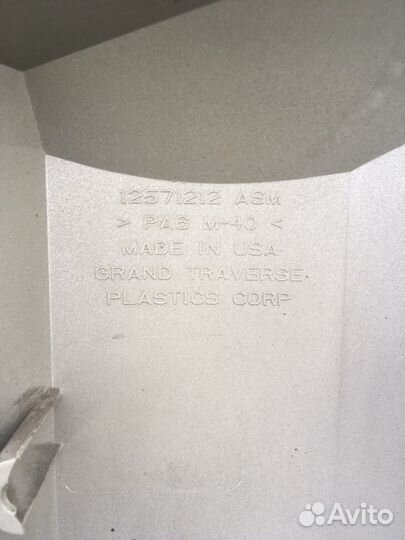 12571212 ASM
> PA6 M-40 <
MADE IN USA
GRAND TRAVERSE
PLASTICS CORP
Avito